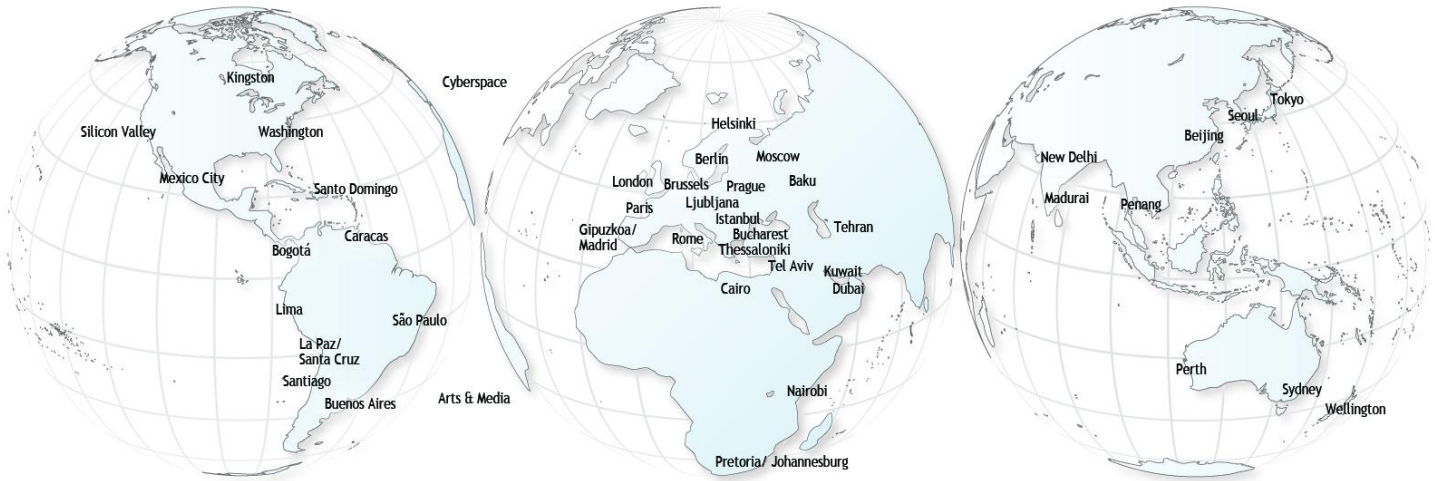 Kingston
Silicon Valley
Washington
Mexico City
Santo Domingo
Caracas
Bogotá
Lima
São Paulo
La Paz/
Santa Cruz
Santiago
Buenos Aires
Cyberspace
Arts & Media
Helsinki
Berlin
Moscow
London
Brussels
Prague
Baku
Ljubljana
Paris
Istanbul
Gipuzkoa/
Madrid
Rome
Bucharest
Tehran
Thessaloniki
Tel Aviv
Kuwait
Cairo
Dubai
Nairobi
Pretoria/ Johannesburg
Tokyo
Seoul
Beijing
New Delhi
Madurai
Penang
Perth
Sydney
Wellington